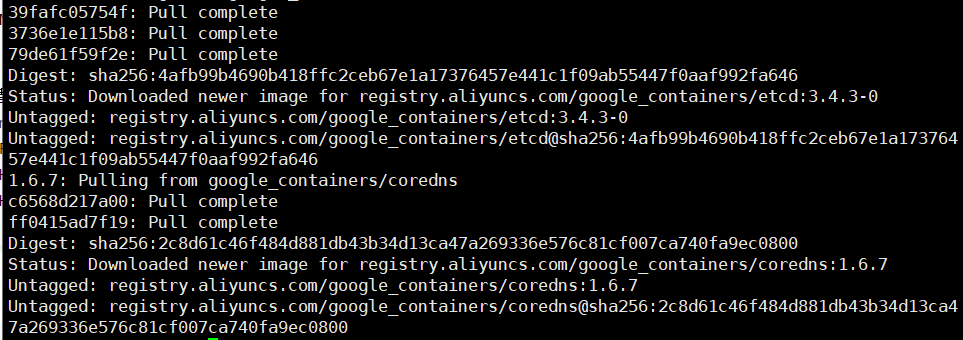 39fafc05754f: Pull complete
3736e1e115b8: Pull complete
79de61f59f2e: Pull complete
Digest: sha256:4afb99b4690b418ffc2ceb67e1a17376457e441c1f09ab55447f0aaf992fa646
Status: Downloaded newer image for registry.aliyuncs.com/google_containers/etcd:3.4.3-0
Untagged: registry.aliyuncs.com/google_containers/etcd:3.4.3-0
Untagged: registry.aliyuncs.com/google_containers/etcd@sha256:4afb99b4690b418ffc2ceb67e1a173764
57e441c1f09ab55447f0aaf992fa646
1.6.7: Pulling from google_containers/coredns
c6568d217a00: Pull complete
ff0415ad7f19: Pull complete
Digest: sha256:2c8d61c46f484d881db43b34d13ca47a269336e576c81cf007ca740fa9ec0800
Status: Downloaded newer image for registry.aliyuncs.com/google_containers/coredns:1.6.7
Untagged: registry.aliyuncs.com/google_containers/coredns:1.6.7
Untagged: registry.aliyuncs.com/google_containers/coredns@sha256:2c8d61c46f484d881db43b34d13ca4
7a269336e576c81cf007ca740fa9ec0800